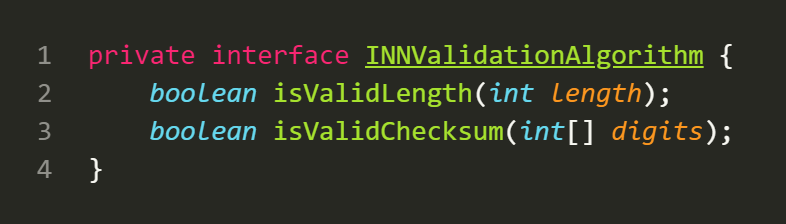 1 private interface INNValidationAlgorithm {
2 boolean isValidLength(int length);
3 boolean isValidChecksum(int[] digits);
4 }